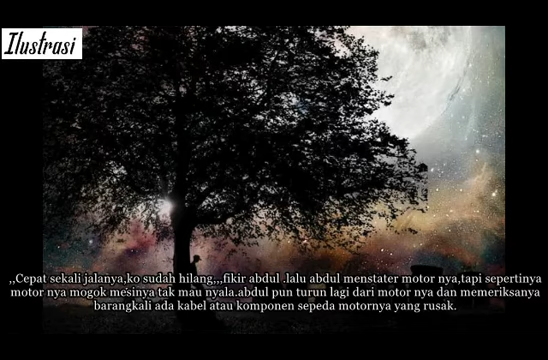 Ilustrasi
,,Cepat sekali jalanya,ko sudah hilang,,,fikir abdul .lalu abdul menstater motor nya,tapi sepertinya
motor nya mogok mesinya tak mau nyala.abdul pun turun lagi dari motor nya dan memeriksanya
barangkali ada kabel atau komponen sepeda motornya yang rusak.